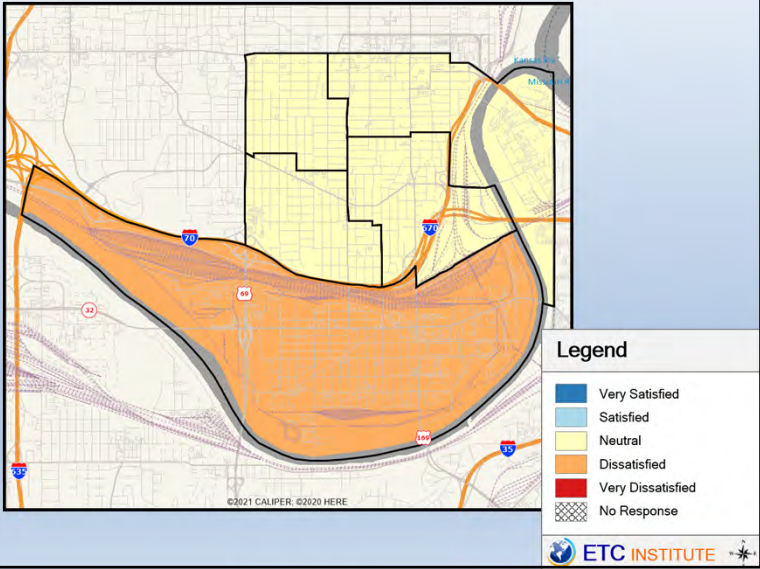 Kansas
Missouri
670
70
69
32
169
35
635
©2021 CALIPER; ©2020 HERE
Legend
Very Satisfied
Satisfied
Neutral
Dissatisfied
Very Dissatisfied
No Response
ETC INSTITUTE